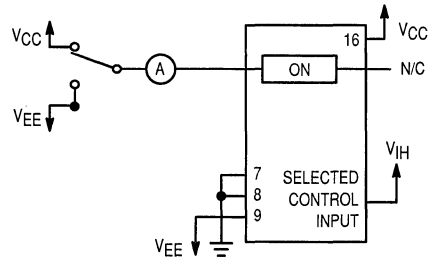 VCC
16
VCC
A
ON
N/C
VEE
VIH
7
SELECTED
8
CONTROL
9
INPUT
VEE